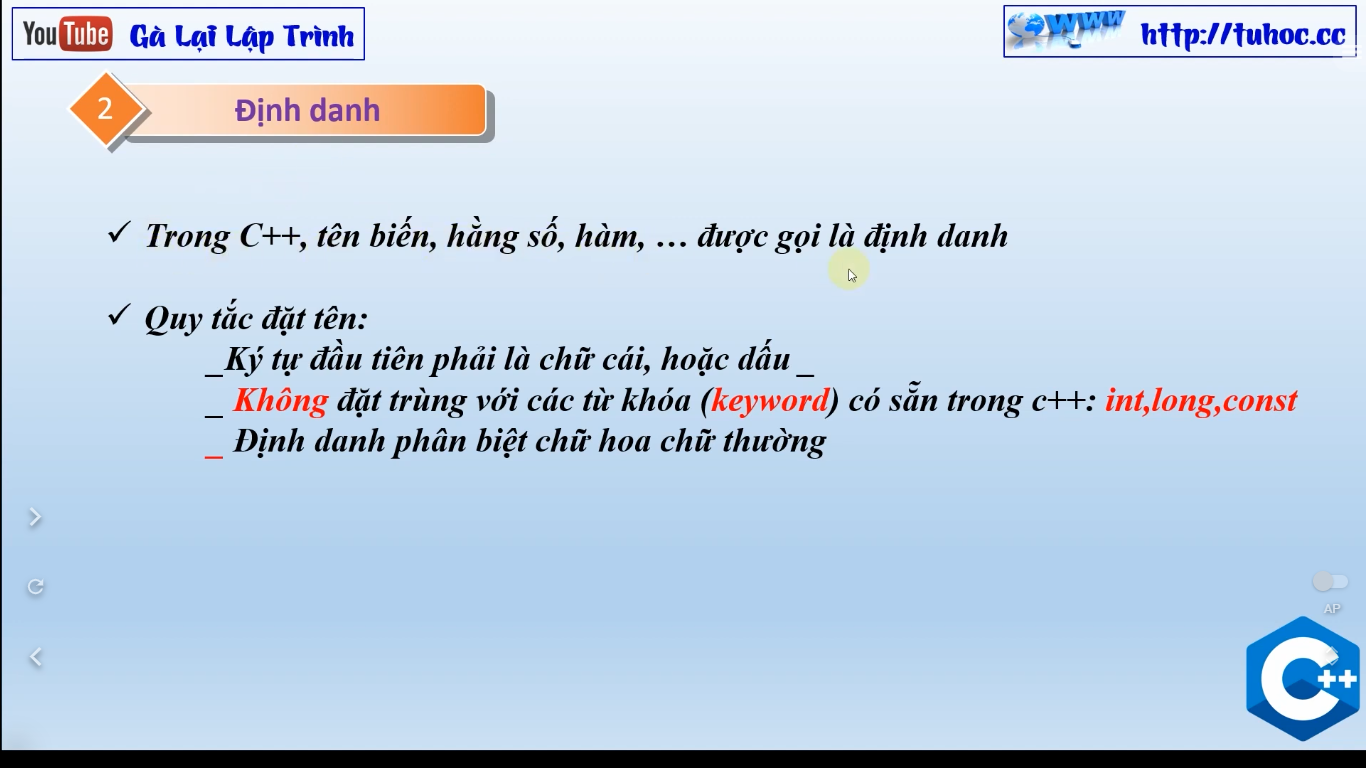 YouTube Gà Lại Lập Trình
WWW http://tuhoc.cc
2 Định danh
Trong C++, tên biến, hằng số, hàm, … được gọi là định danh
Quy tắc đặt tên:
_Ký tự đầu tiên phải là chữ cái, hoặc dấu _
_ Không đặt trùng với các từ khóa (keyword) có sẵn trong c++: int,long,const
_ Định danh phân biệt chữ hoa chữ thường
AP
C++